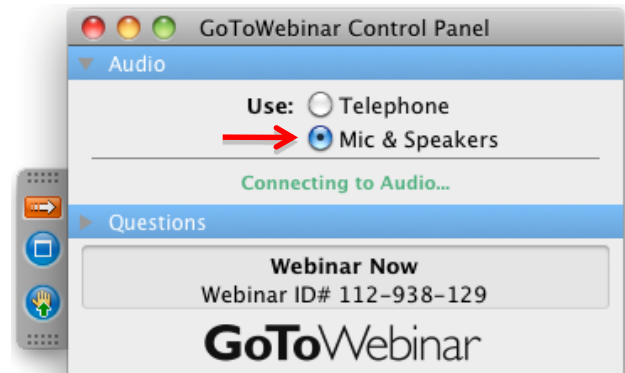 GoToWebinar Control Panel
Audio
Use: Telephone
Mic & Speakers
Connecting to Audio...
Questions
Webinar Now
Webinar ID# 112-938-129
GoToWebinar